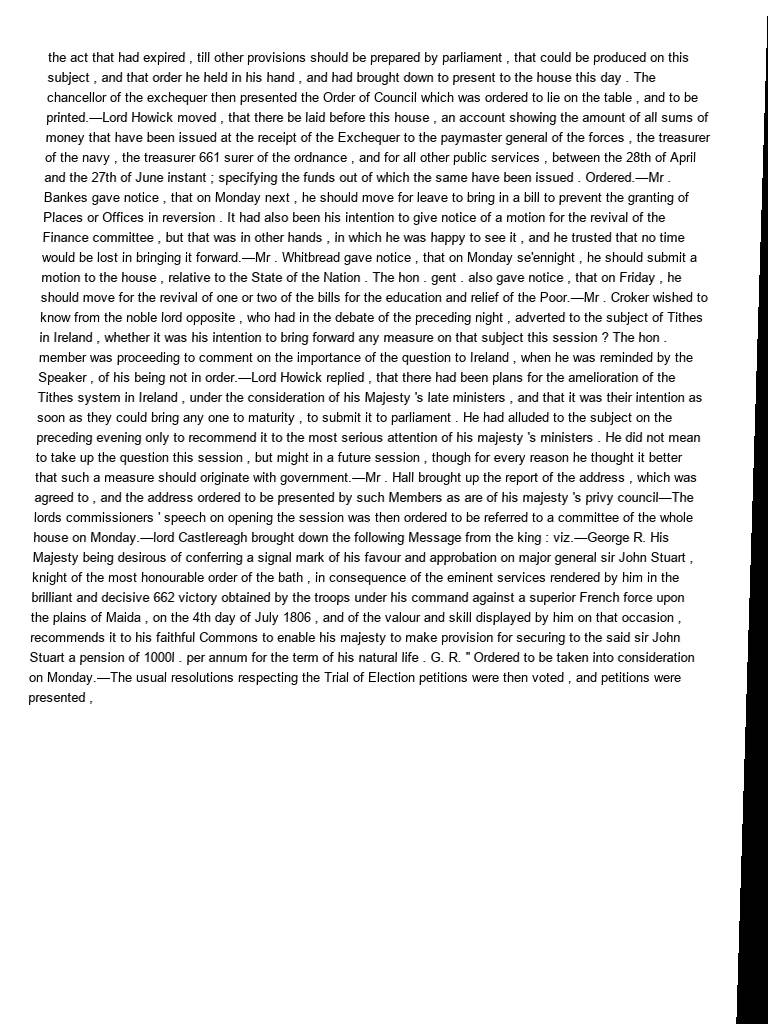 the act that had expired , till other provisions should be prepared by parliament , that could be produced on this
subject , and that order he held in his hand , and had brought down to present to the house this day . The
chancellor of the exchequer then presented the Order of Council which was ordered to lie on the table , and to be
printed.—Lord Howick moved , that there be laid before this house , an account showing the amount of all sums of
money that have been issued at the receipt of the Exchequer to the paymaster general of the forces , the treasurer
of the navy , the treasurer 661 surer of the ordnance , and for all other public services , between the 28th of April
and the 27th of June instant ; specifying the funds out of which the same have been issued . Ordered.—Mr .
Bankes gave notice , that on Monday next , he should move for leave to bring in a bill to prevent the granting of
Places or Offices in reversion . It had also been his intention to give notice of a motion for the revival of the
Finance committee , but that was in other hands , in which he was happy to see it , and he trusted that no time
would be lost in bringing it forward.—Mr . Whitbread gave notice , that on Monday se'ennight , he should submit a
motion to the house , relative to the State of the Nation . The hon . gent . also gave notice , that on Friday , he
should move for the revival of one or two of the bills for the education and relief of the Poor.—Mr . Croker wished to
know from the noble lord opposite , who had in the debate of the preceding night , adverted to the subject of Tithes
in Ireland , whether it was his intention to bring forward any measure on that subject this session ? The hon .
member was proceeding to comment on the importance of the question to Ireland , when he was reminded by the
Speaker , of his being not in order.—Lord Howick replied , that there had been plans for the amelioration of the
Tithes system in Ireland , under the consideration of his Majesty 's late ministers , and that it was their intention as
soon as they could bring any one to maturity , to submit it to parliament . He had alluded to the subject on the
preceding evening only to recommend it to the most serious attention of his majesty 's ministers . He did not mean
to take up the question this session , but might in a future session , though for every reason he thought it better
that such a measure should originate with government.—Mr . Hall brought up the report of the address , which was
agreed to , and the address ordered to be presented by such Members as are of his majesty 's privy council—The
lords commissioners ' speech on opening the session was then ordered to be referred to a committee of the whole
house on Monday.—lord Castlereagh brought down the following Message from the king : viz.—George R. His
Majesty being desirous of conferring a signal mark of his favour and approbation on major general sir John Stuart ,
knight of the most honourable order of the bath , in consequence of the eminent services rendered by him in the
brilliant and decisive 662 victory obtained by the troops under his command against a superior French force upon
the plains of Maida , on the 4th day of July 1806 , and of the valour and skill displayed by him on that occasion ,
recommends it to his faithful Commons to enable his majesty to make provision for securing to the said sir John
Stuart a pension of 1000l . per annum for the term of his natural life . G. R. " Ordered to be taken into consideration
on Monday.—The usual resolutions respecting the Trial of Election petitions were then voted , and petitions were
presented ,